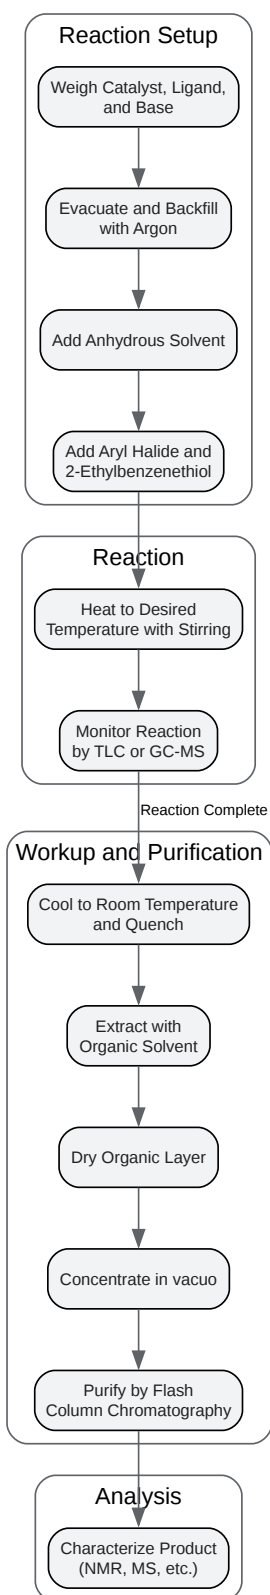 Reaction Setup
Weigh Catalyst, Ligand,
and Base
Evacuate and Backfill
with Argon
Add Anhydrous Solvent
Add Aryl Halide and
2-Ethylbenzenethiol
Reaction
Heat to Desired
Temperature with Stirring
Monitor Reaction
by TLC or GC-MS
Reaction Complete
Workup and Purification
Cool to Room Temperature
and Quench
Extract with
Organic Solvent
Dry Organic Layer
Concentrate in vacuo
Purify by Flash
Column Chromatography
Analysis
Characterize Product
(NMR, MS, etc.)